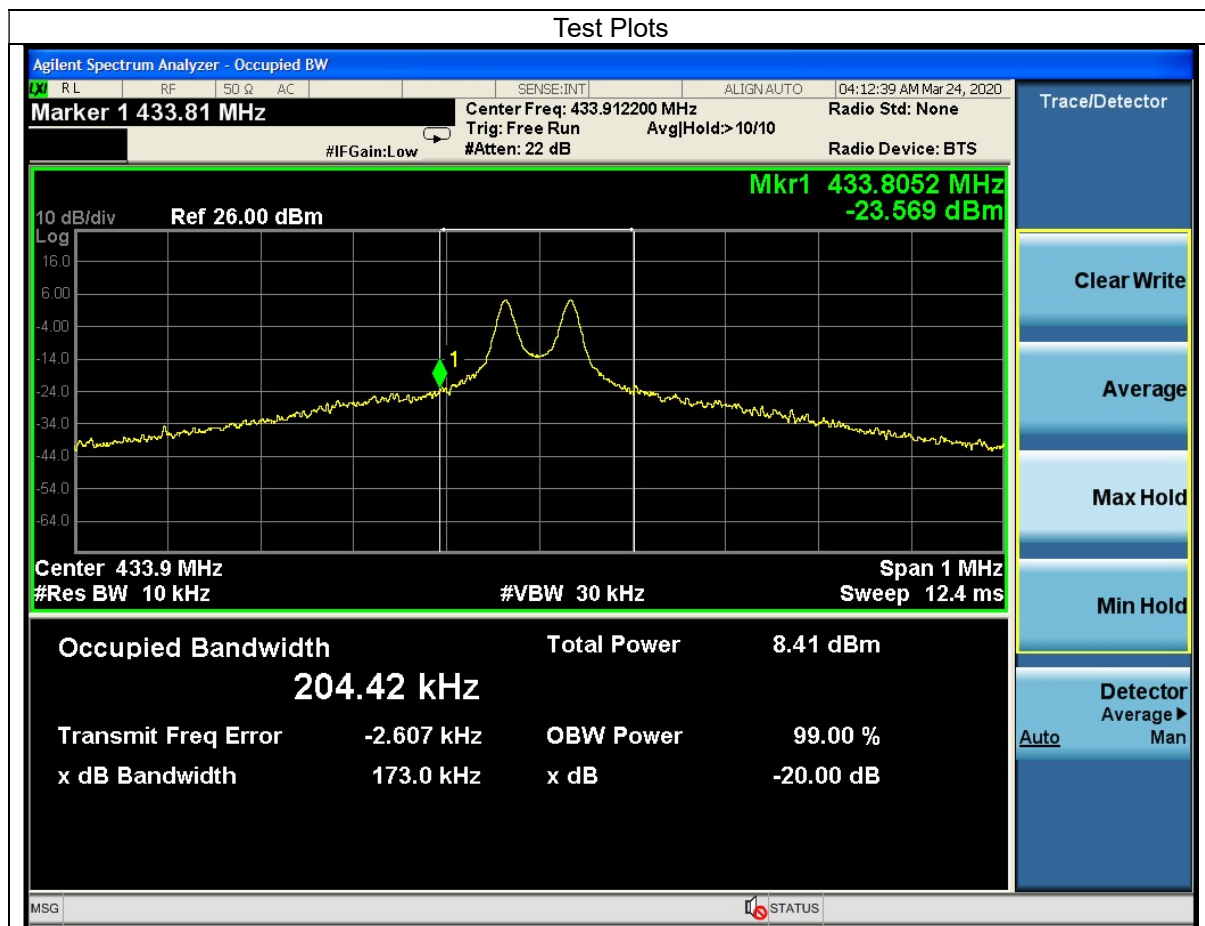 Test Plots
Agilent Spectrum Analyzer - Occupied BW
LXI RL RF 50 Ω AC SENSE:INT ALIGN AUTO 04:12:39 AM Mar 24, 2020
Marker 1 433.81 MHz
Center Freq: 433.912200 MHz Radio Std: None
Trig: Free Run Avg|Hold:> 10/10
#IFGain:Low #Atten: 22 dB Radio Device: BTS
Trace/Detector
Mkr1 433.8052 MHz
10 dB/div Ref 26.00 dBm -23.569 dBm
Log
16.0
6.00
-4.00
-14.0
1
-24.0
-34.0
-44.0
-54.0
-64.0
Center 433.9 MHz Span 1 MHz
#Res BW 10 kHz #VBW 30 kHz Sweep 12.4 ms
Clear Write
Average
Max Hold
Min Hold
Detector
Average▶
Auto Man
Occupied Bandwidth Total Power 8.41 dBm
204.42 kHz
Transmit Freq Error -2.607 kHz OBW Power 99.00 %
x dB Bandwidth 173.0 kHz x dB -20.00 dB
MSG STATUS